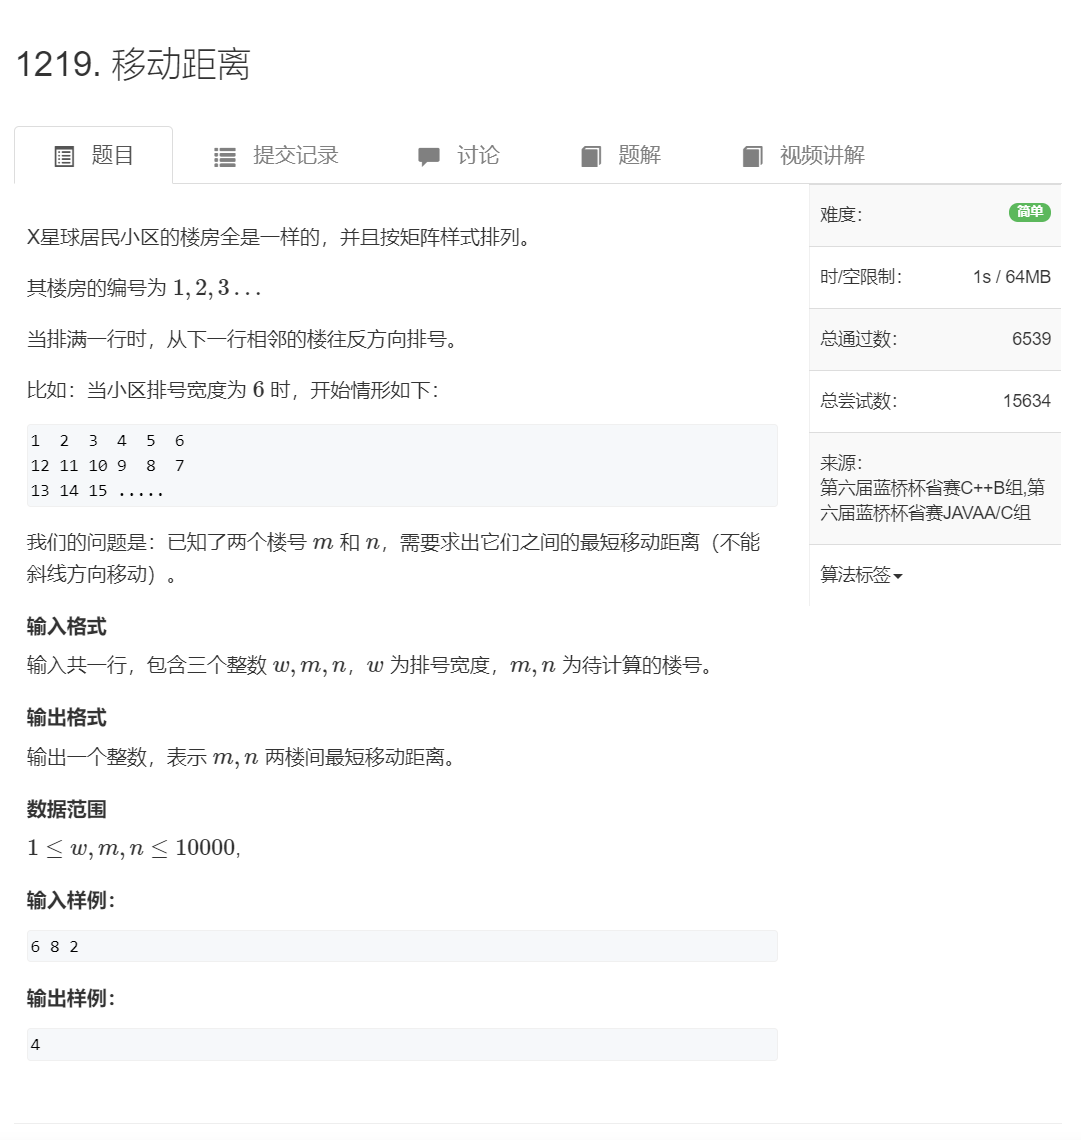 1219. 移动距离
题目
提交记录
讨论
题解
视频讲解
X星球居民小区的楼房全是一样的，并且按矩阵样式排列。
其楼房的编号为 1, 2, 3 . . .
当排满一行时，从下一行相邻的楼往反方向排号。
比如：当小区排号宽度为 6 时，开始情形如下：
1  2  3  4  5  6
12 11 10 9  8  7
13 14 15 .....
我们的问题是：已知了两个楼号 m 和 n，需要求出它们之间的最短移动距离（不能
斜线方向移动）。
输入格式
输入共一行，包含三个整数 w, m, n，w 为排号宽度，m, n 为待计算的楼号。
输出格式
输出一个整数，表示 m, n 两楼间最短移动距离。
数据范围
1 ≤ w, m, n ≤ 10000,
输入样例：
6 8 2
输出样例：
4
难度： 简单
时/空限制： 1s / 64MB
总通过数： 6539
总尝试数： 15634
来源：
第六届蓝桥杯省赛C++B组,第
六届蓝桥杯省赛JAVAA/C组
算法标签